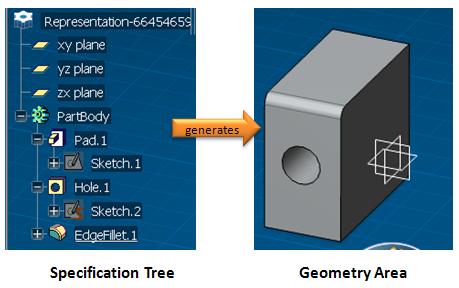 Representation-66454659
xy plane
yz plane
zx plane
PartBody
Pad.1
Sketch.1
Hole.1
Sketch.2
EdgeFillet.1
generates
Specification Tree
Geometry Area